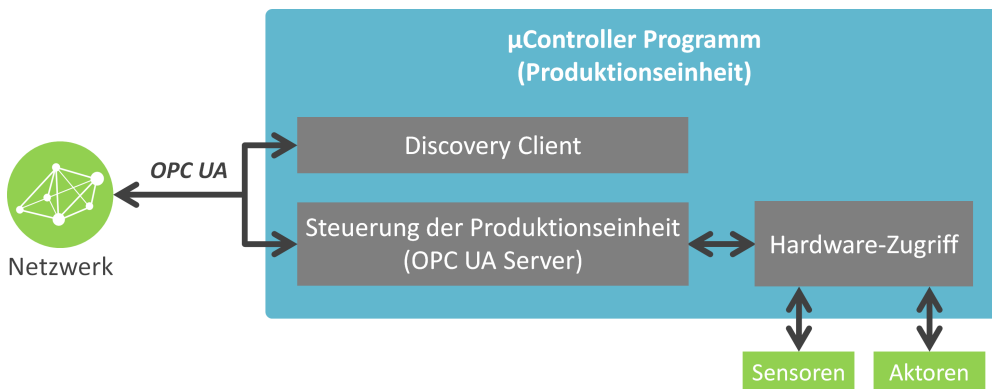 µController Programm
(Produktionseinheit)
Discovery Client
OPC UA
Steuerung der Produktionseinheit
(OPC UA Server)
Hardware-Zugriff
Netzwerk
Sensoren
Aktoren